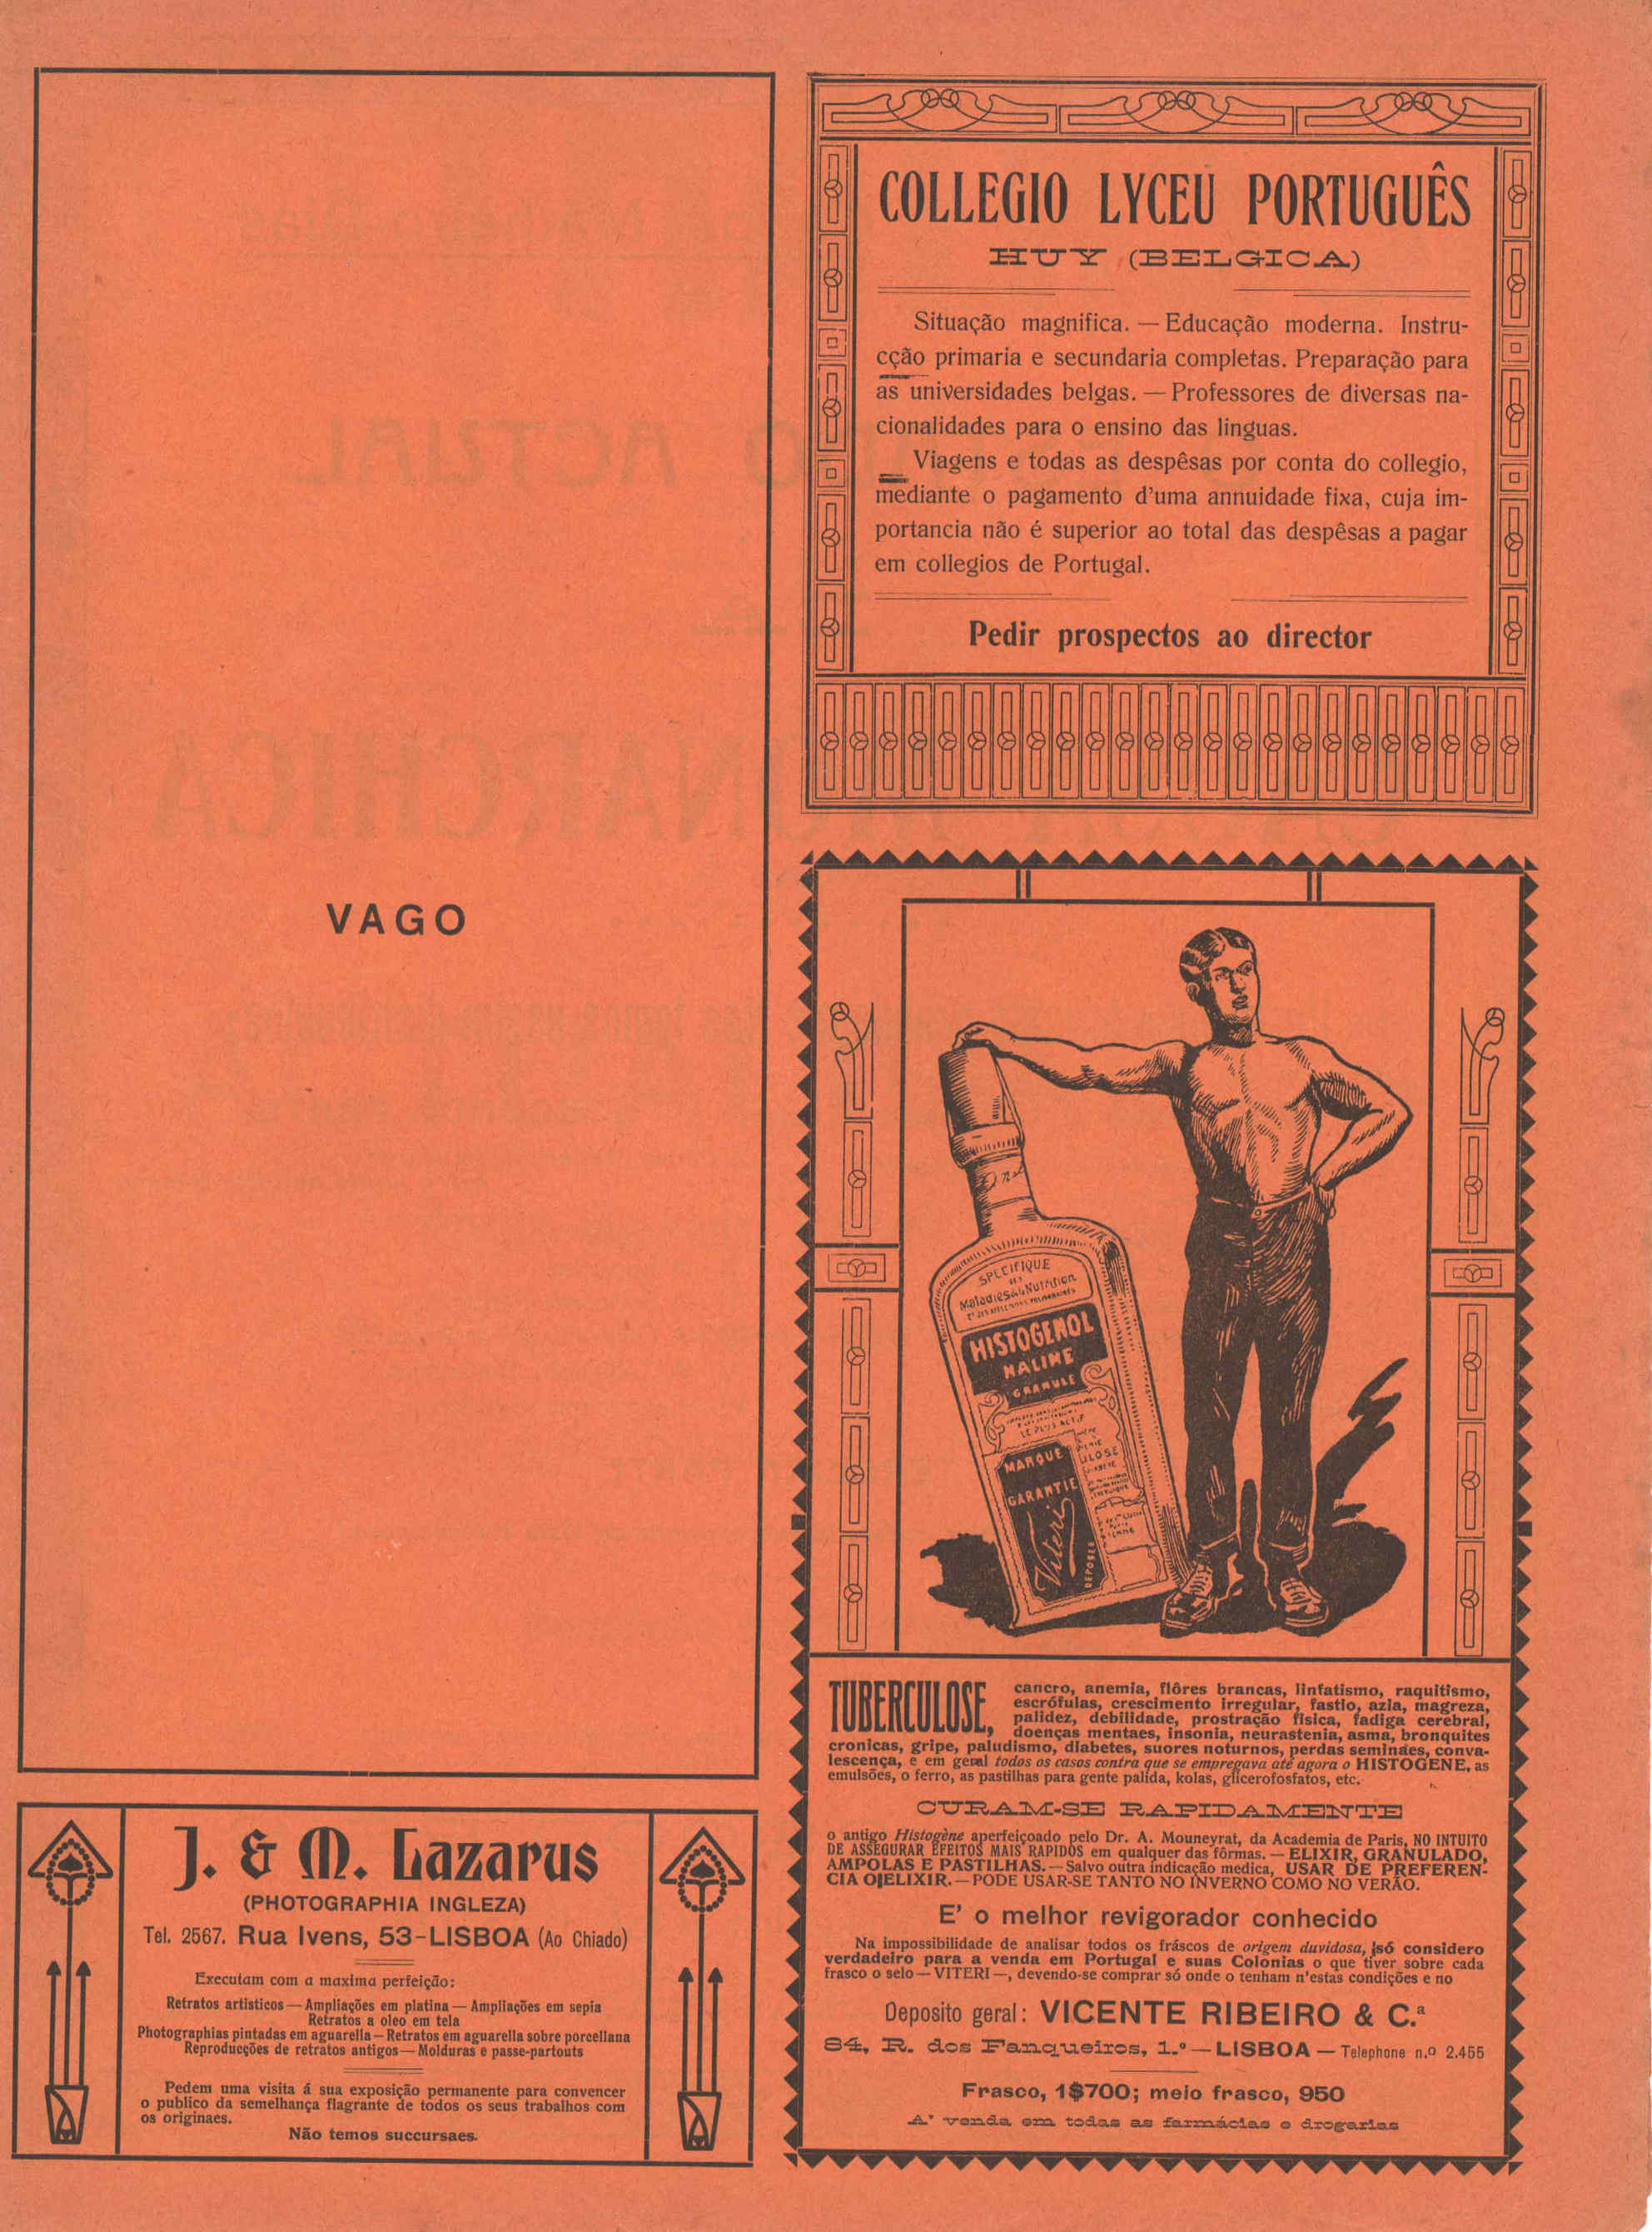 VAGO
J. & M. Lazarus
(PHOTOGRAPHIA INGLEZA)
Tel. 2567. Rua Ivens, 53-LISBOA (Ao Chiado)
Executam com a maxima perfeição:
Retratos artisticos — Ampliações em platina — Ampliações em sepia
Retratos a oleo em tela
Photographias pintadas em aguarella — Retratos em aguarella sobre porcellana
Reproducções de retratos antigos — Molduras e passe-partouts
Pedem uma visita á sua exposição permanente para convencer
o publico da semelhança flagrante de todos os seus trabalhos com
os originaes.
Não temos succursaes.
COLLEGIO LYCEU PORTUGUÊS
HUY (BELGICA)
Situação magnifica. — Educação moderna. Instru-
cção primaria e secundaria completas. Preparação para
as universidades belgas. — Professores de diversas na-
cionalidades para o ensino das linguas.
Viagens e todas as despêsas por conta do collegio,
mediante o pagamento d'uma annuidade fixa, cuja im-
portancia não é superior ao total das despêsas a pagar
em collegios de Portugal.
Pedir prospectos ao director
SPECIFIQUE
DES
Maladies de la Nutrition
HISTOGENOL
NALINE
GRANULÉ
LE PLUS ACTIF
MARQUE
GARANTIE
Viteri
DEPOSÉE
TUBERCULOSE, cancro, anemia, flôres brancas, linfatismo, raquitismo,
escrófulas, crescimento irregular, fastio, azia, magreza,
palidez, debilidade, prostração fisica, fadiga cerebral,
doenças mentaes, insonia, neurastenia, asma, bronquites
cronicas, gripe, paludismo, diabetes, suores noturnos, perdas seminaes, conva-
lescença, e em geral todos os casos contra que se empregava até agora o HISTOGENE, as
emulsões, o ferro, as pastilhas para gente palida, kolas, glicerofosfatos, etc.
CURAM-SE RAPIDAMENTE
o antigo Histogène aperfeiçoado pelo Dr. A. Mouneyrat, da Academia de Paris, NO INTUITO
DE ASSEGURAR EFEITOS MAIS RAPIDOS em qualquer das fôrmas. — ELIXIR, GRANULADO,
AMPOLAS E PASTILHAS. — Salvo outra indicação medica, USAR DE PREFEREN-
CIA O ELIXIR. — PODE USAR-SE TANTO NO INVERNO COMO NO VERÃO.
E' o melhor revigorador conhecido
Na impossibilidade de analisar todos os fráscos de origem duvidosa, só considero
verdadeiro para a venda em Portugal e suas Colonias o que tiver sobre cada
frasco o selo — VITERI —, devendo-se comprar só onde o tenham n'estas condições e no
Deposito geral: VICENTE RIBEIRO & C.ª
84, R. dos Fanqueiros, 1.º — LISBOA — Telephone n.º 2.455
Frasco, 1$700; meio frasco, 950
A' venda em todas as farmácias e drogarias